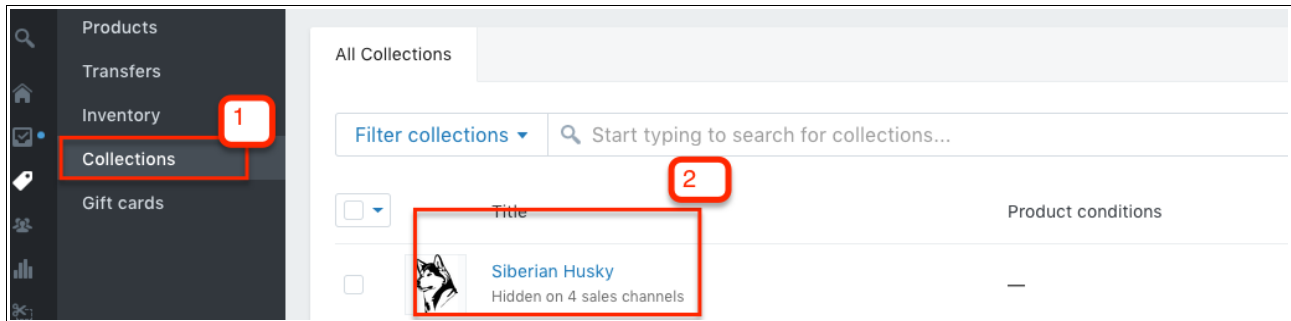 Products
Transfers
Inventory
1
Collections
Gift cards
All Collections
Filter collections
Start typing to search for collections...
2
Title
Product conditions
Siberian Husky
Hidden on 4 sales channels
—